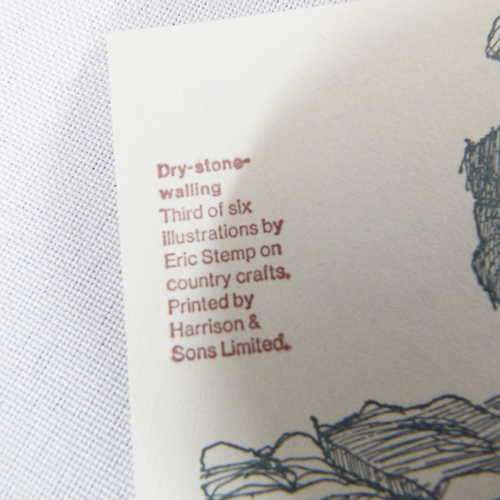 Dry-stone-
walling
Third of six
illustrations by
Eric Stemp on
country crafts.
Printed by
Harrison &
Sons Limited.